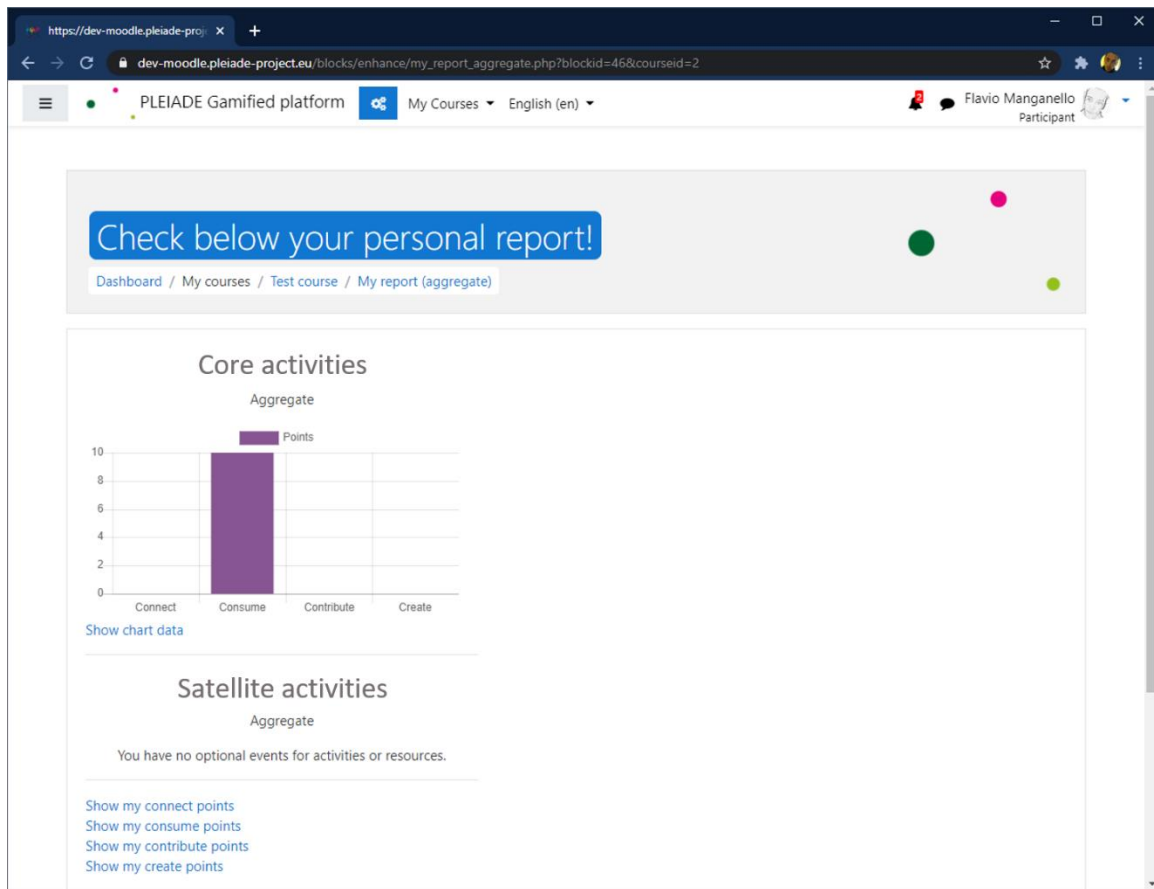 https://dev-moodle.pleiade-proj
dev-moodle.pleiade-project.eu/blocks/enhance/my_report_aggregate.php?blockid=46&courseid=2
PLEIADE Gamified platform My Courses English (en) 2 Flavio Manganello
Participant
Check below your personal report!
Dashboard / My courses / Test course / My report (aggregate)
Core activities
Aggregate
Points
10
8
6
4
2
0
Connect Consume Contribute Create
Show chart data
Satellite activities
Aggregate
You have no optional events for activities or resources.
Show my connect points
Show my consume points
Show my contribute points
Show my create points